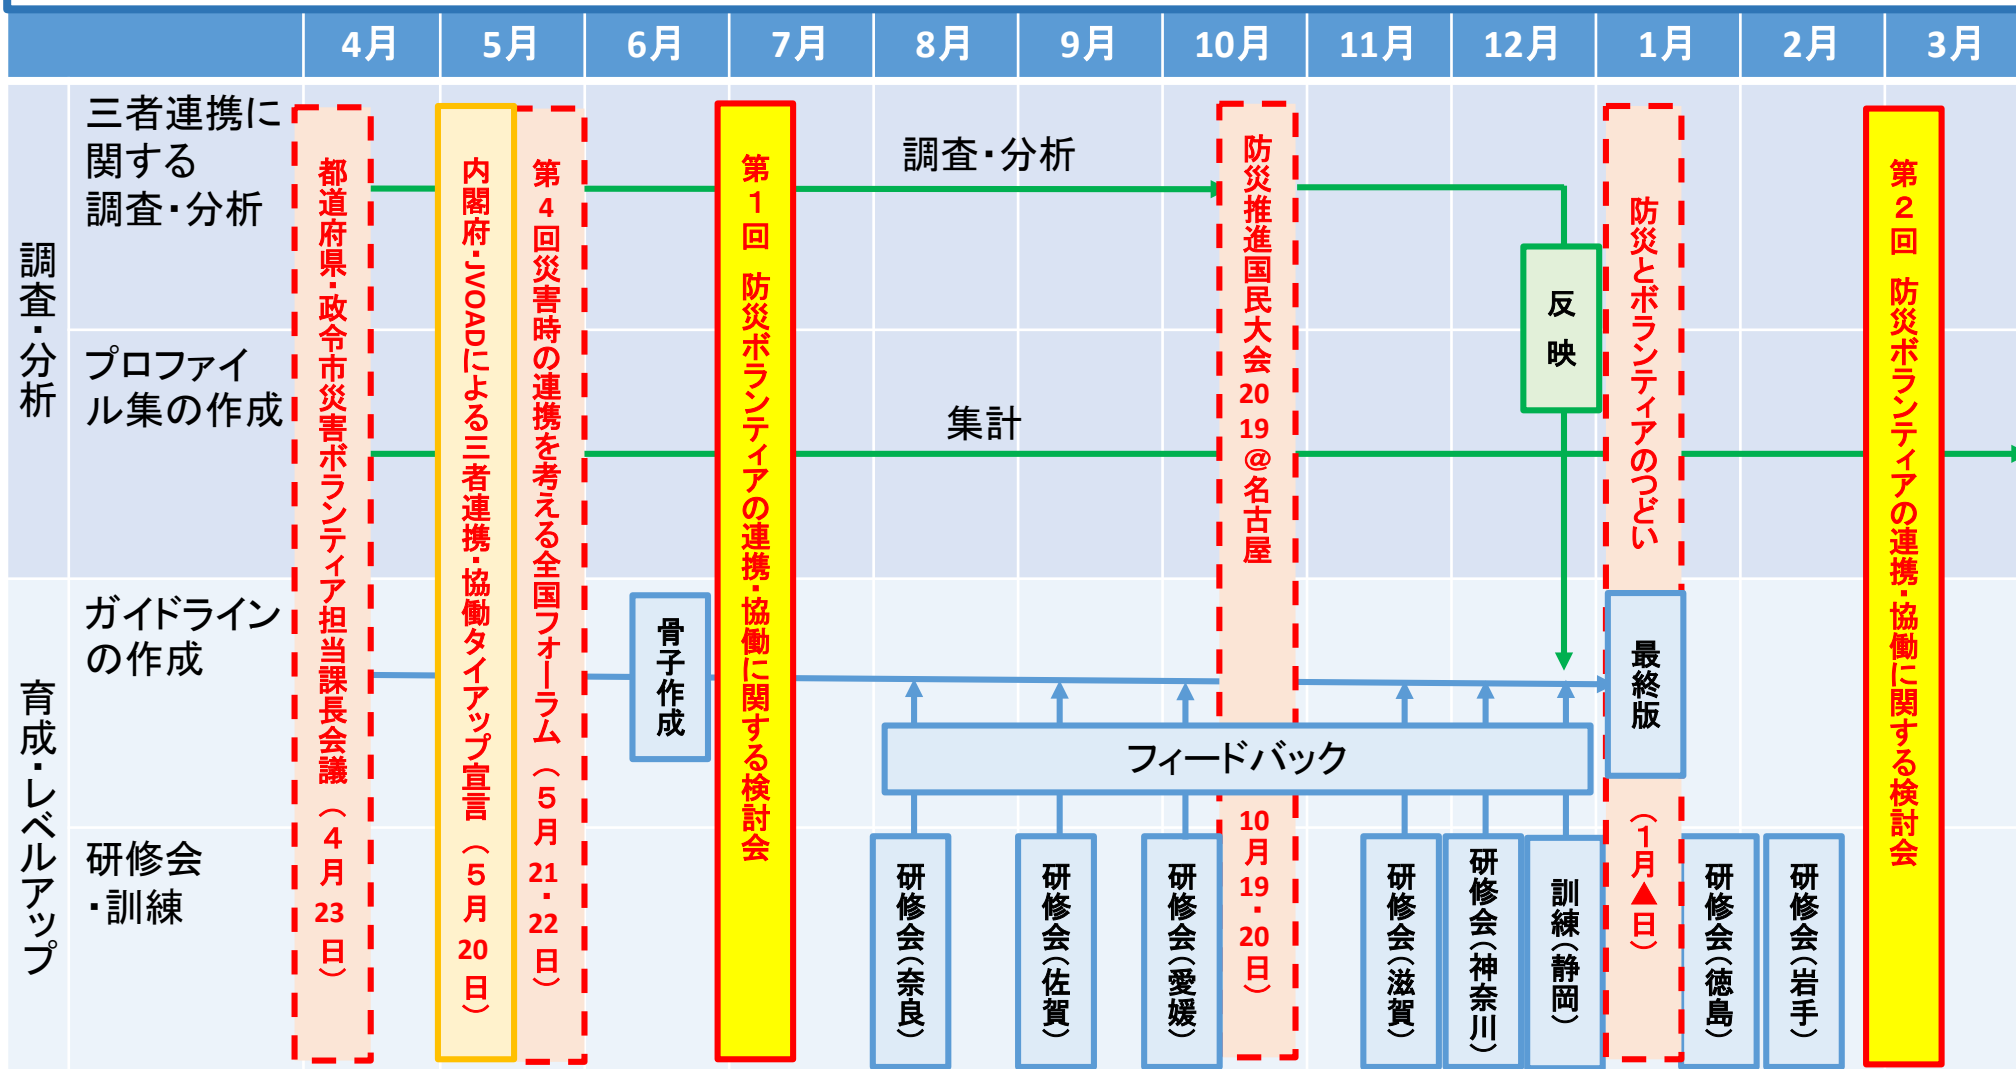 4月
5月
6月
7月
8月
9月
10月
11月
12月
1月
2月
3月
調査・分析
三者連携に
関する
調査・分析
プロファイ
ル集の作成
育成・レベルアップ
ガイドライン
の作成
研修会
・訓練
都道府県・政令市災害ボランティア担当課長会議（４月23日）
内閣府・JVOADによる三者連携・協働タイアップ宣言（５月20日）
第４回災害時の連携を考える全国フォーラム（５月21・22日）
第１回 防災ボランティアの連携・協働に関する検討会
調査・分析
集計
防災推進国民大会2019＠名古屋
10月19・20日）
反映
防災とボランティアのつどい
（１月▲日）
第２回 防災ボランティアの連携・協働に関する検討会
骨子作成
最終版
フィードバック
研修会（奈良）
研修会（佐賀）
研修会（愛媛）
研修会（滋賀）
研修会（神奈川）
訓練（静岡）
研修会（徳島）
研修会（岩手）